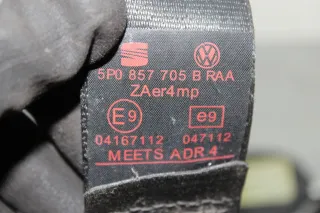 5P0 857 705 B RAA
ZAer4mp
E9 e9
04167112 047112
MEETS ADR 4